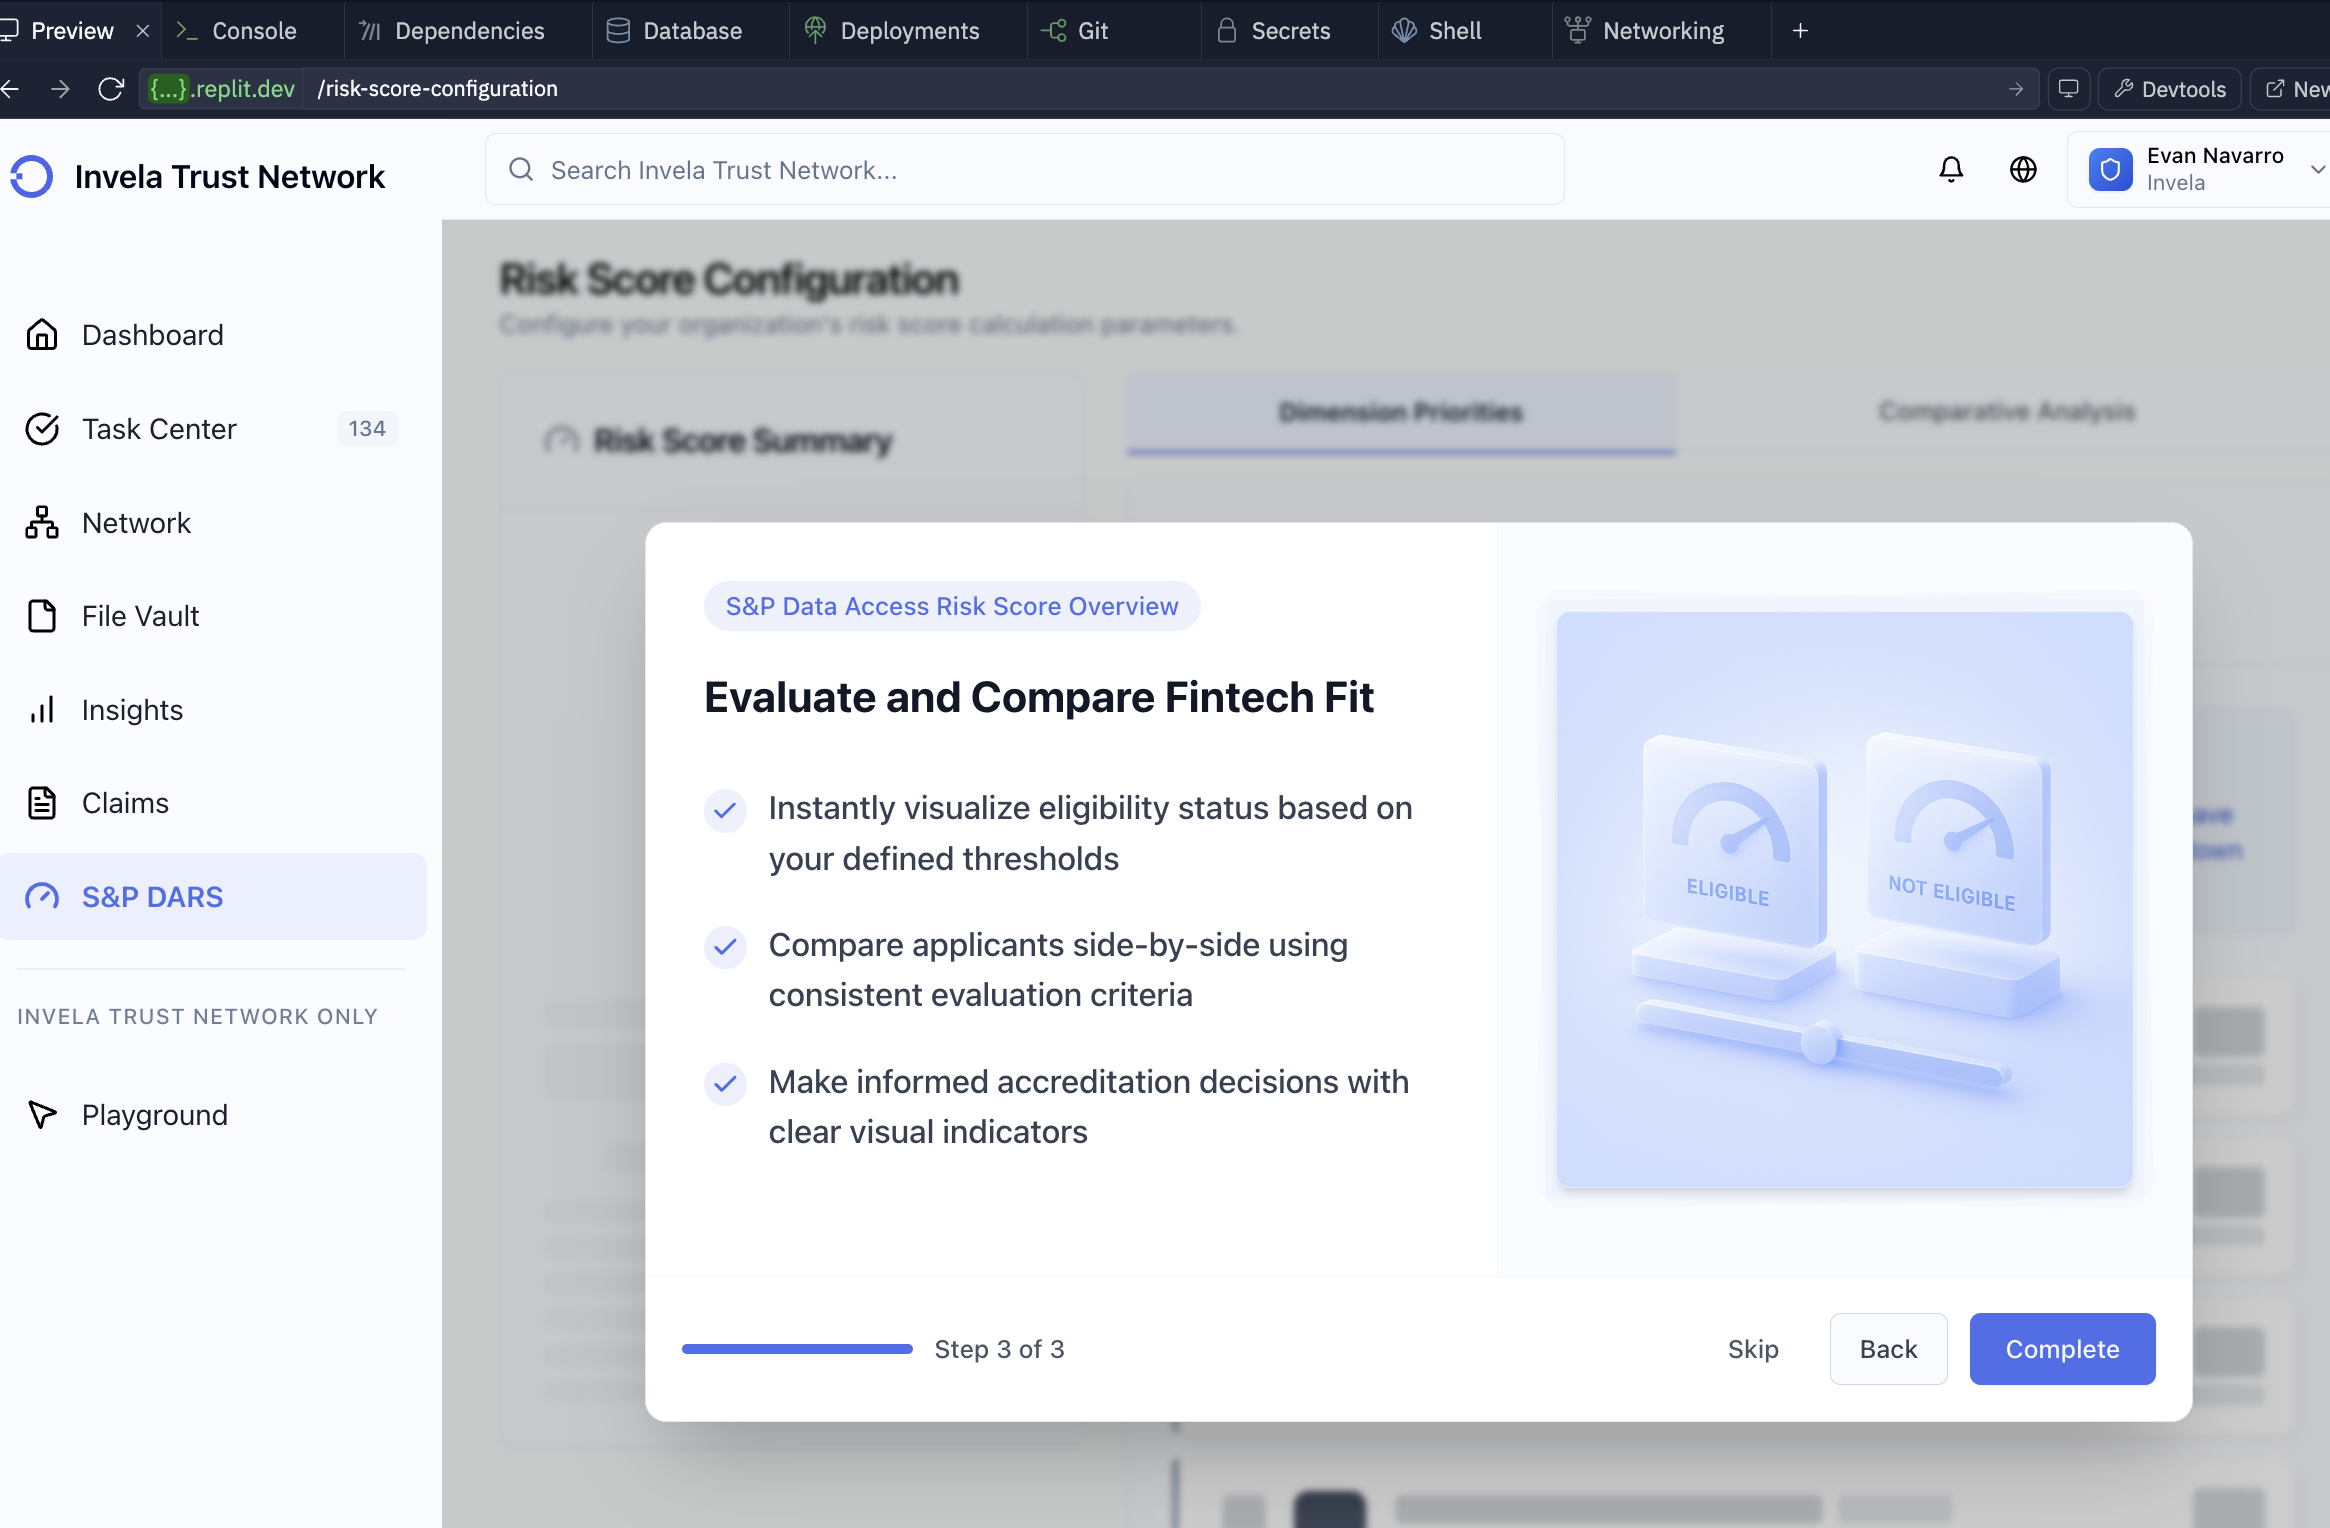 Preview
Console
Dependencies
Database
Deployments
Git
Secrets
Shell
Networking
{...}.replit.dev
/risk-score-configuration
Devtools
Invela Trust Network
Search Invela Trust Network...
Evan Navarro
Invela
Dashboard
Task Center
134
Network
File Vault
Insights
Claims
S&P DARS
INVELA TRUST NETWORK ONLY
Playground
Risk Score Configuration
Configure your organization's risk score calculation parameters.
Risk Score Summary
Dimension Priorities
Comparative Analysis
S&P Data Access Risk Score Overview
Evaluate and Compare Fintech Fit
Instantly visualize eligibility status based on
your defined thresholds
Compare applicants side-by-side using
consistent evaluation criteria
Make informed accreditation decisions with
clear visual indicators
ELIGIBLE
NOT ELIGIBLE
Step 3 of 3
Skip
Back
Complete